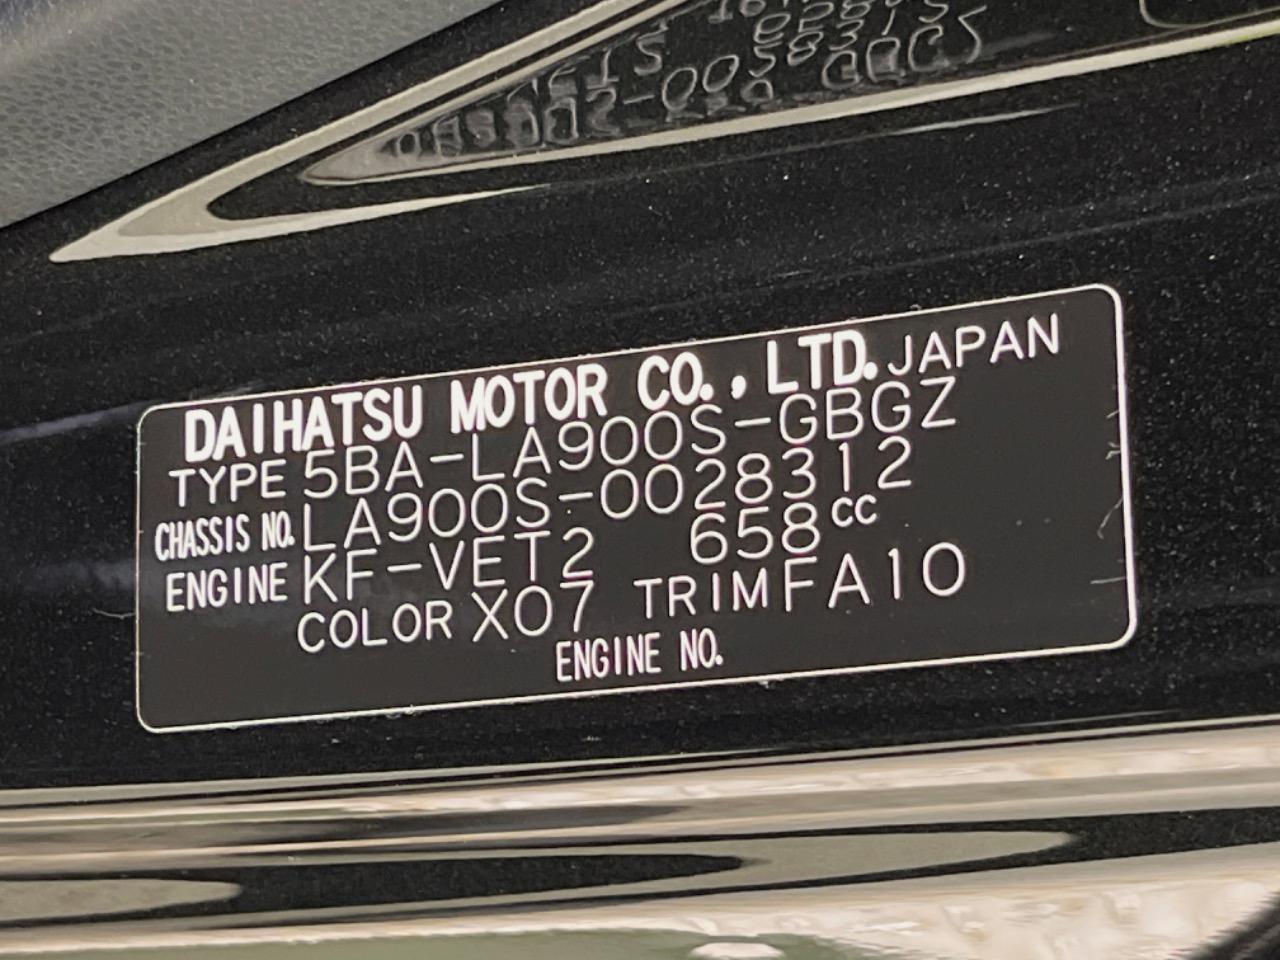 DAIHATSU MOTOR CO., LTD. JAPAN
TYPE 5BA-LA900S-GBGZ
CHASSIS NO. LA900S-0028312
ENGINE KF-VET2 658cc
COLOR X07 TRIM FA10
ENGINE NO.